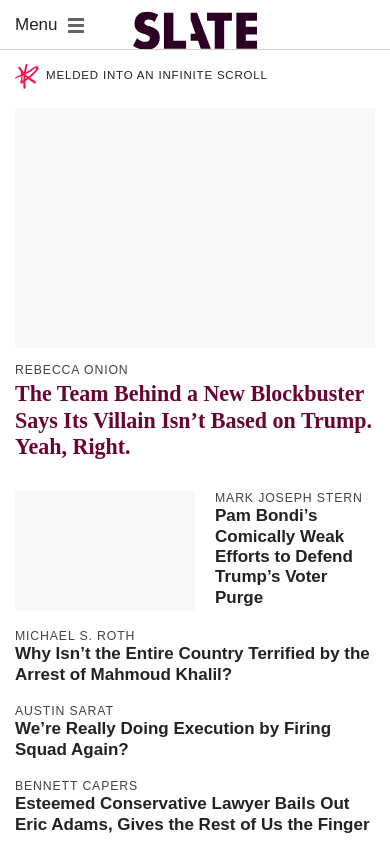 Menu
SLATE
MELDED INTO AN INFINITE SCROLL
REBECCA ONION
The Team Behind a New Blockbuster
Says Its Villain Isn’t Based on Trump.
Yeah, Right.
MARK JOSEPH STERN
Pam Bondi’s
Comically Weak
Efforts to Defend
Trump’s Voter
Purge
MICHAEL S. ROTH
Why Isn’t the Entire Country Terrified by the
Arrest of Mahmoud Khalil?
AUSTIN SARAT
We’re Really Doing Execution by Firing
Squad Again?
BENNETT CAPERS
Esteemed Conservative Lawyer Bails Out
Eric Adams, Gives the Rest of Us the Finger